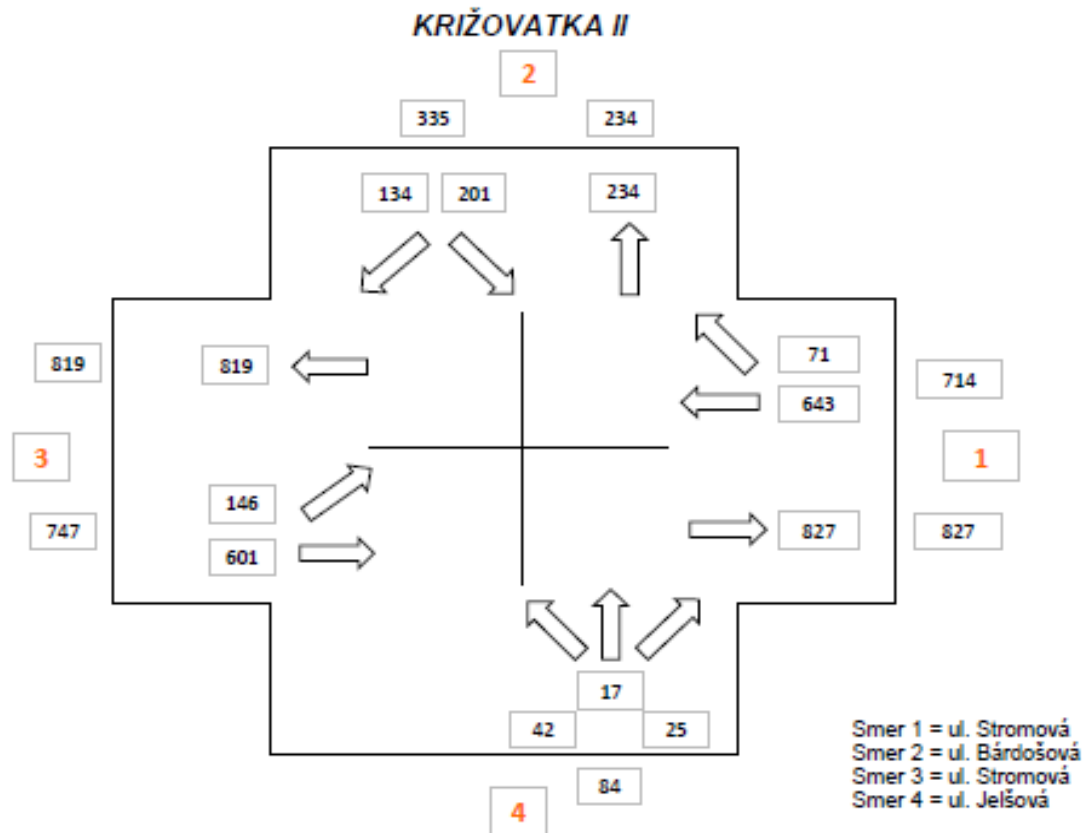 KRIŽOVATKA II
2
335 234
134 201 234
819 819 71 714
643
3 1
146
747 601 827 827
17
42 25
84
4
Smer 1 = ul. Stromová
Smer 2 = ul. Bárdošová
Smer 3 = ul. Stromová
Smer 4 = ul. Jelšová